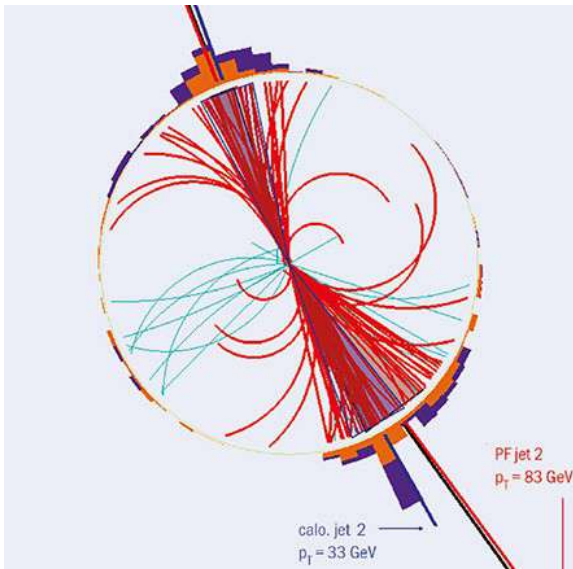 PF jet 2
p_T = 83 GeV
calo. jet 2
p_T = 33 GeV